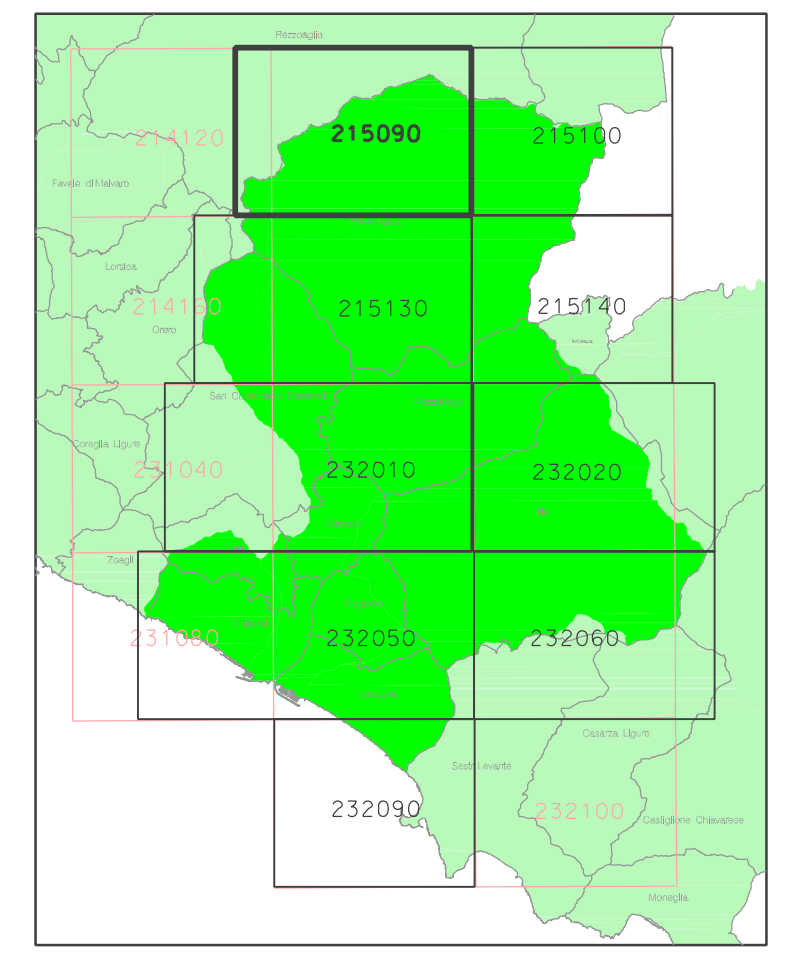 Rezzoaglio
214120
215090
215100
Favale di Malvaro
Lorsica
214160
215130
215140
Orero
San Colombano Certenoli
Coreglia Ligure
231040
232010
232020
Ne
Zoagli
231080
232050
232060
Casarza Ligure
Sestri Levante
232090
232100
Castiglione Chiavarese
Moneglia